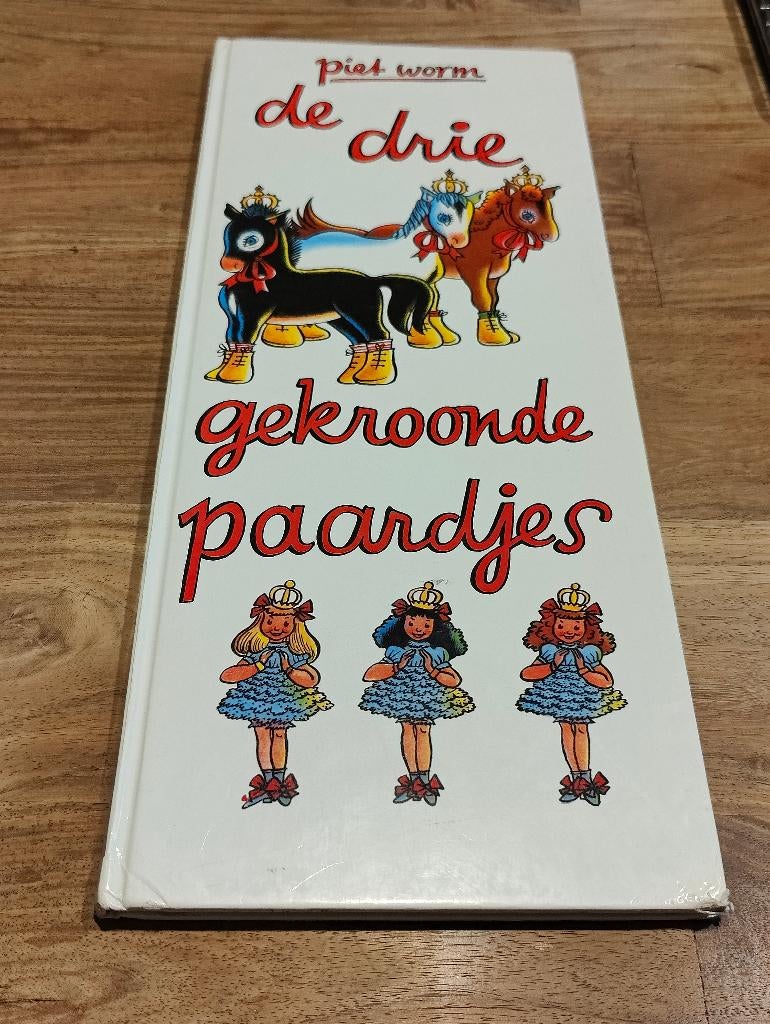 piet worm
de drie
gekroonde
paardjes